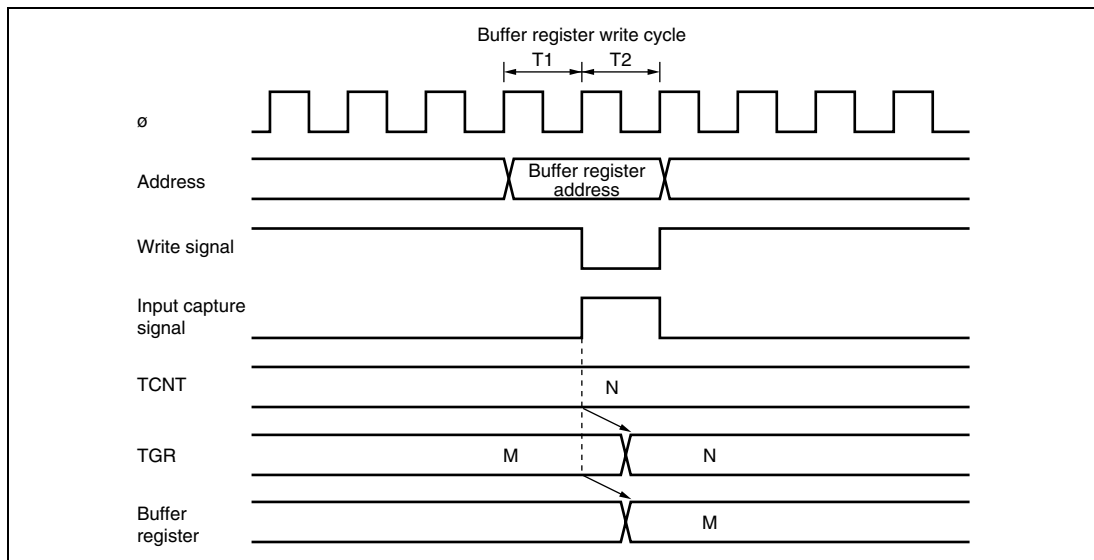 Buffer register write cycle
T1 T2
ø
Address
Buffer register
address
Write signal
Input capture
signal
TCNT
N
TGR
M N
Buffer
register
M